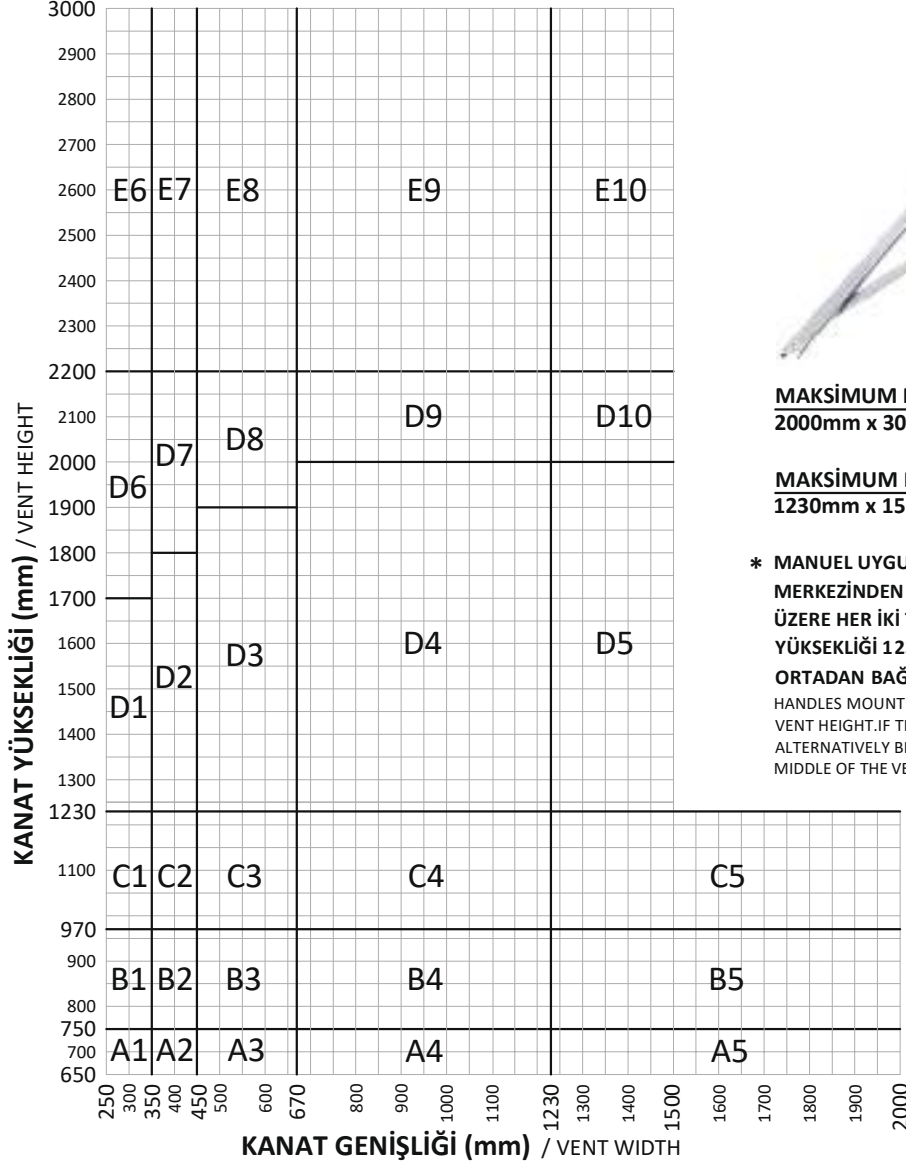 3000
2900
2800
2700
2600
2500
2400
2300
2200
2100
2000
1900
1800
1700
1600
1500
1400
1300
1230
1100
970
900
800
750
700
650
E6 E7 E8 E9 E10
D6 D7 D8 D9 D10
D1 D2 D3 D4 D5
C1 C2 C3 C4 C5
B1 B2 B3 B4 B5
A1 A2 A3 A4 A5
250 300 350 400 450 500 600 670 800 900 1000 1100 1230 1300 1400 1500 1600 1700 1800 1900 2000
KANAT YÜKSEKLİĞİ (mm) / VENT HEIGHT
KANAT GENİŞLİĞİ (mm) / VENT WIDTH
MAKSİMUM
2000mm x 30
MAKSİMUM
1230mm x 15
* MANUEL UYGU
MERKEZİNDEN
ÜZERE HER İKİ
YÜKSEKLİĞİ 12
ORTADAN BAĞ
HANDLES MOUNT
VENT HEIGHT.IF
ALTERNATIVELY
MIDDLE OF THE VE